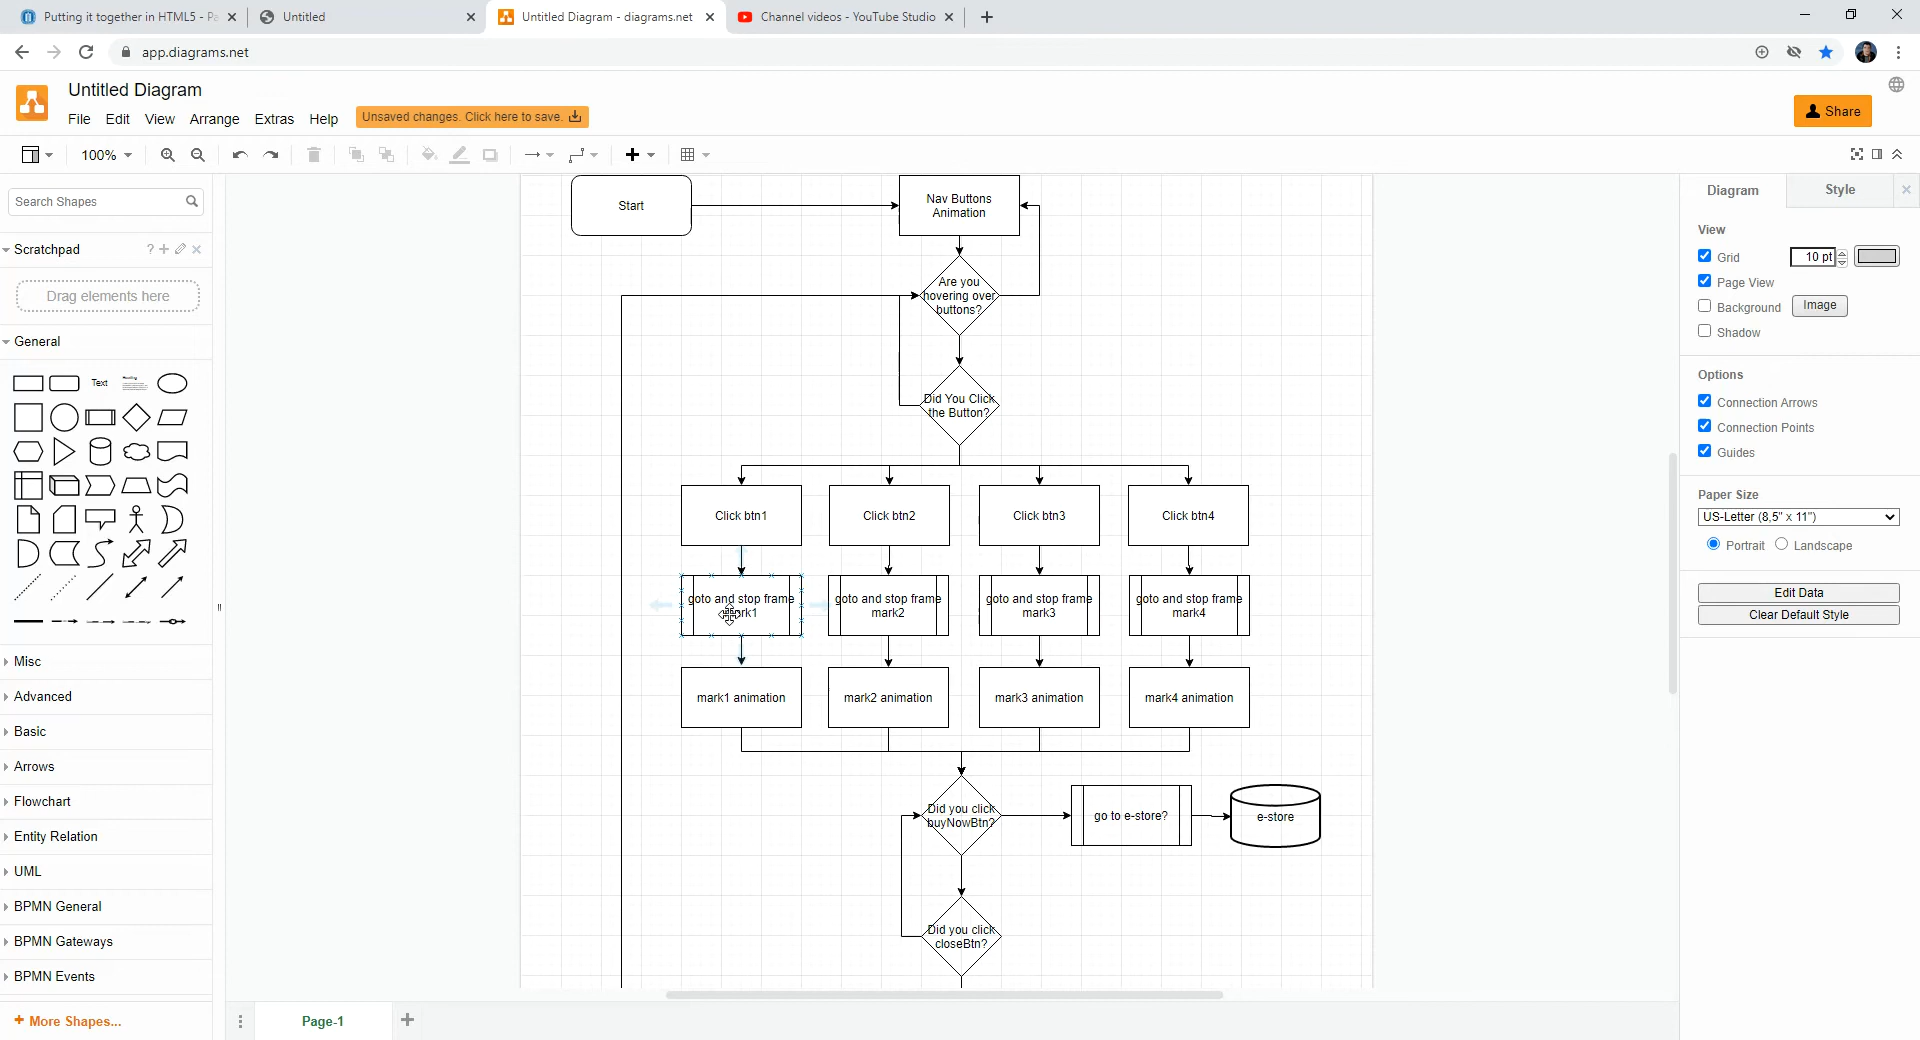 Putting it together in HTML5 - Pa
Untitled
Untitled Diagram - diagrams.net
Channel videos - YouTube Studio
app.diagrams.net
Untitled Diagram
File Edit View Arrange Extras Help
Unsaved changes. Click here to save.
Share
100%
Search Shapes
Scratchpad
?
Drag elements here
General
Text
Heading
Misc
Advanced
Basic
Arrows
Flowchart
Entity Relation
UML
BPMN General
BPMN Gateways
BPMN Events
+ More Shapes...
Start
Nav Buttons
Animation
Are you
hovering over
buttons?
Did You Click
the Button?
Click btn1
Click btn2
Click btn3
Click btn4
goto and stop frame
mark1
goto and stop frame
mark2
goto and stop frame
mark3
goto and stop frame
mark4
mark1 animation
mark2 animation
mark3 animation
mark4 animation
Did you click
buyNowBtn?
go to e-store?
e-store
Did you click
closeBtn?
Page-1
Diagram
Style
View
Grid
10 pt
Page View
Background
Image
Shadow
Options
Connection Arrows
Connection Points
Guides
Paper Size
US-Letter (8,5" x 11")
Portrait
Landscape
Edit Data
Clear Default Style